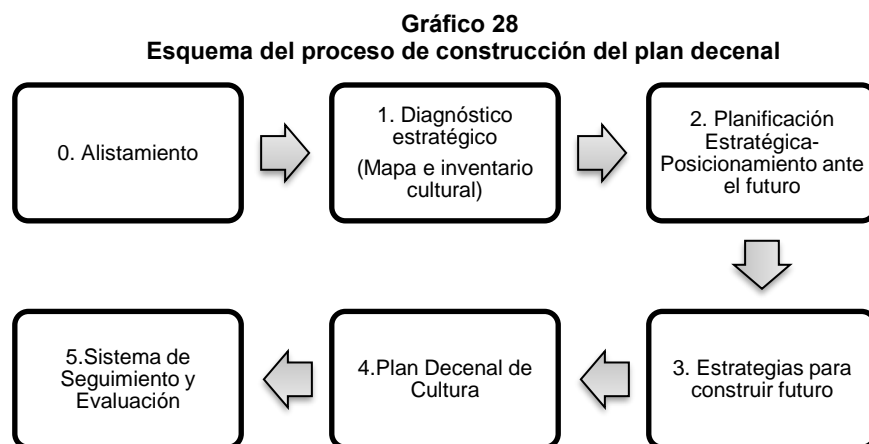 Gráfico 28
Esquema del proceso de construcción del plan decenal
0. Alistamiento
1. Diagnóstico
estratégico
(Mapa e inventario
cultural)
2. Planificación
Estratégica-
Posicionamiento ante
el futuro
3. Estrategias para
construir futuro
4.Plan Decenal de
Cultura
5.Sistema de
Seguimiento y
Evaluación